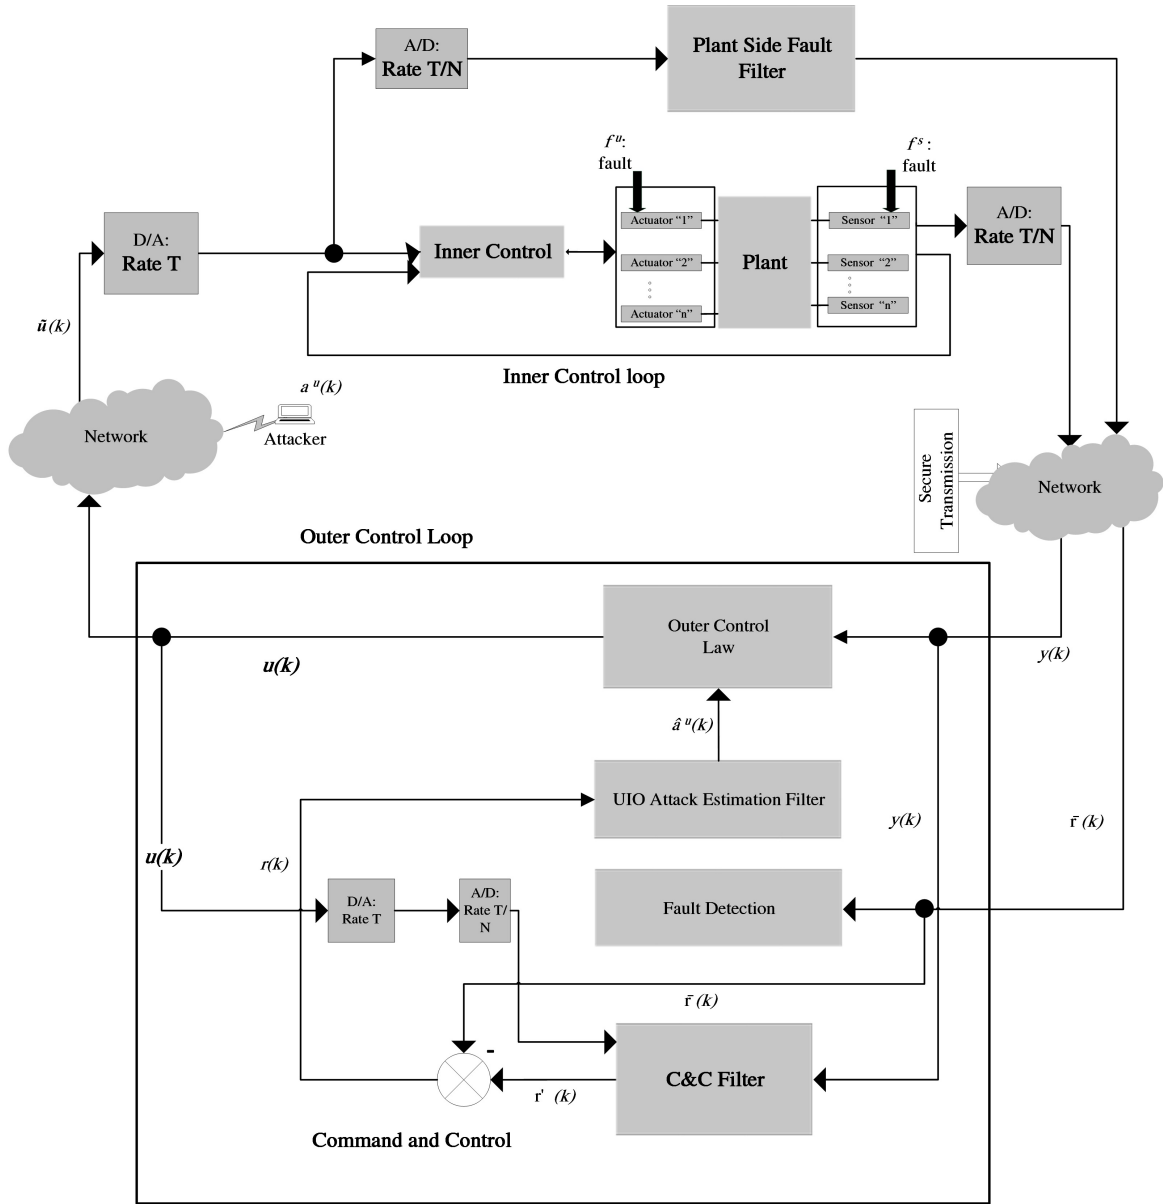 A/D:
Rate T/N
Plant Side Fault
Filter
f u:
fault
f s:
fault
D/A:
Rate T
Inner Control
Actuator “1”
Actuator “2”
Actuator “n”
Plant
Sensor “1”
Sensor “2”
Sensor “n”
A/D:
Rate T/N
ũ(k)
Inner Control loop
a u(k)
Network
Attacker
Secure
Transmission
Network
Outer Control Loop
Outer Control
Law
u(k)
y(k)
â u(k)
UIO Attack Estimation Filter
y(k)
r̄ (k)
u(k)
r(k)
D/A:
Rate T
A/D:
Rate T/
N
Fault Detection
r̄ (k)
-
C&C Filter
r' (k)
Command and Control